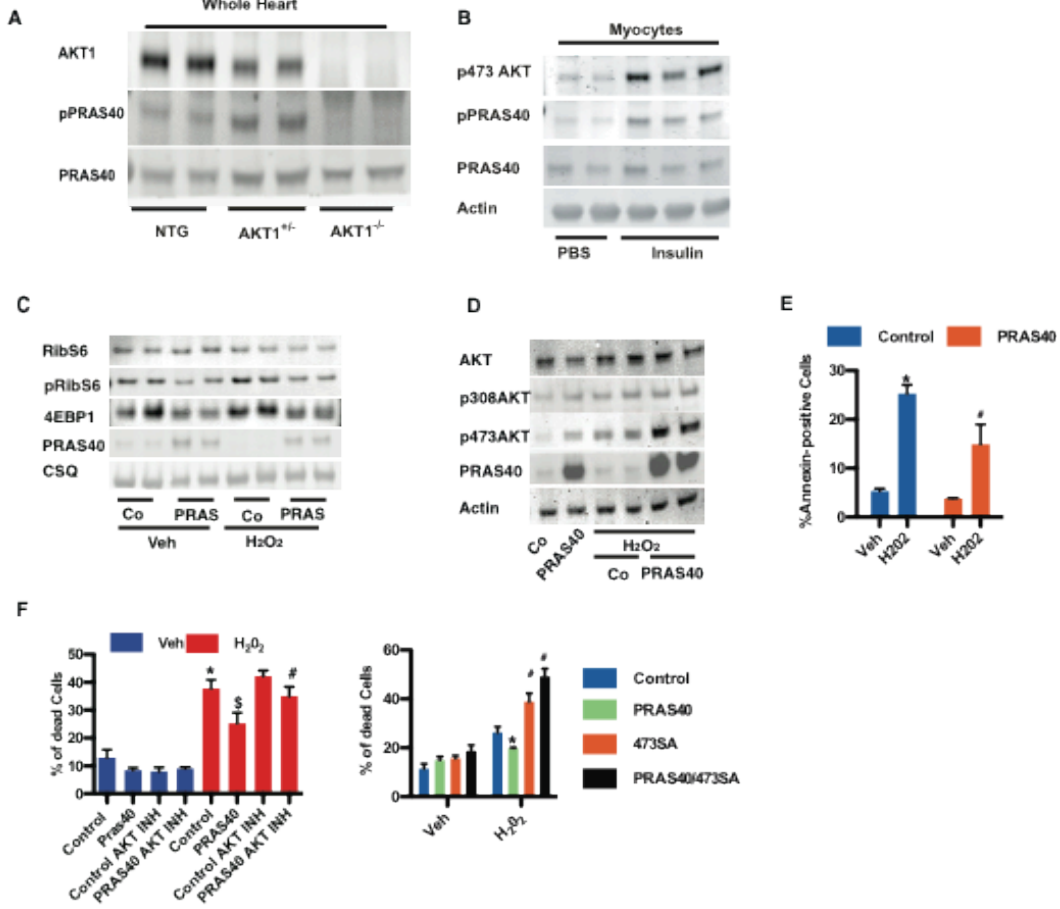 Whole Heart
A
AKT1
pPRAS40
PRAS40
NTG AKT1+/- AKT1-/-
B
Myocytes
p473 AKT
pPRAS40
PRAS40
Actin
PBS Insulin
C
RibS6
pRibS6
4EBP1
PRAS40
CSQ
Co PRAS Co PRAS
Veh H2O2
D
AKT
p308AKT
p473AKT
PRAS40
Actin
Co PRAS40 H2O2
Co PRAS40
E
Control PRAS40
%Annexin-positive Cells
30
20
10
0
* #
Veh H202 Veh H202
F
Veh H202
% of dead Cells
50
40
30
20
10
0
* $ #
Control Pras40 Control AKT INH PRAS40 AKT INH Control PRAS40 Control AKT INH PRAS40 AKT INH
% of dead Cells
60
40
20
0
* # #
Veh H202
Control
PRAS40
473SA
PRAS40/473SA